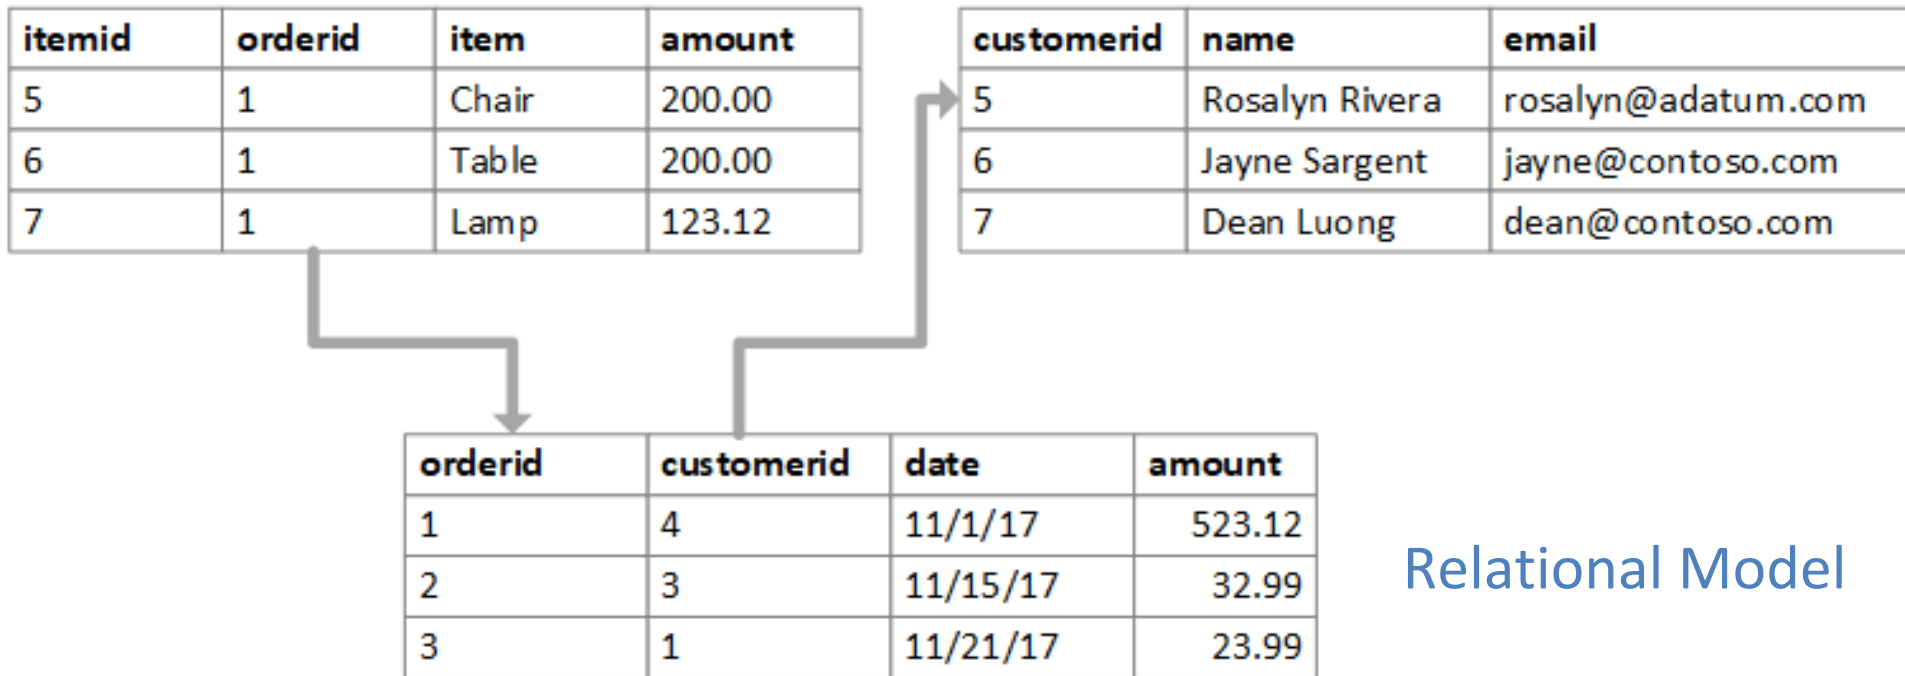 itemid orderid item amount
5 1 Chair 200.00
6 1 Table 200.00
7 1 Lamp 123.12
customerid name email
5 Rosalyn Rivera rosalyn@adatum.com
6 Jayne Sargent jayne@contoso.com
7 Dean Luong dean@contoso.com
orderid customerid date amount
1 4 11/1/17 523.12
2 3 11/15/17 32.99
3 1 11/21/17 23.99
Relational Model